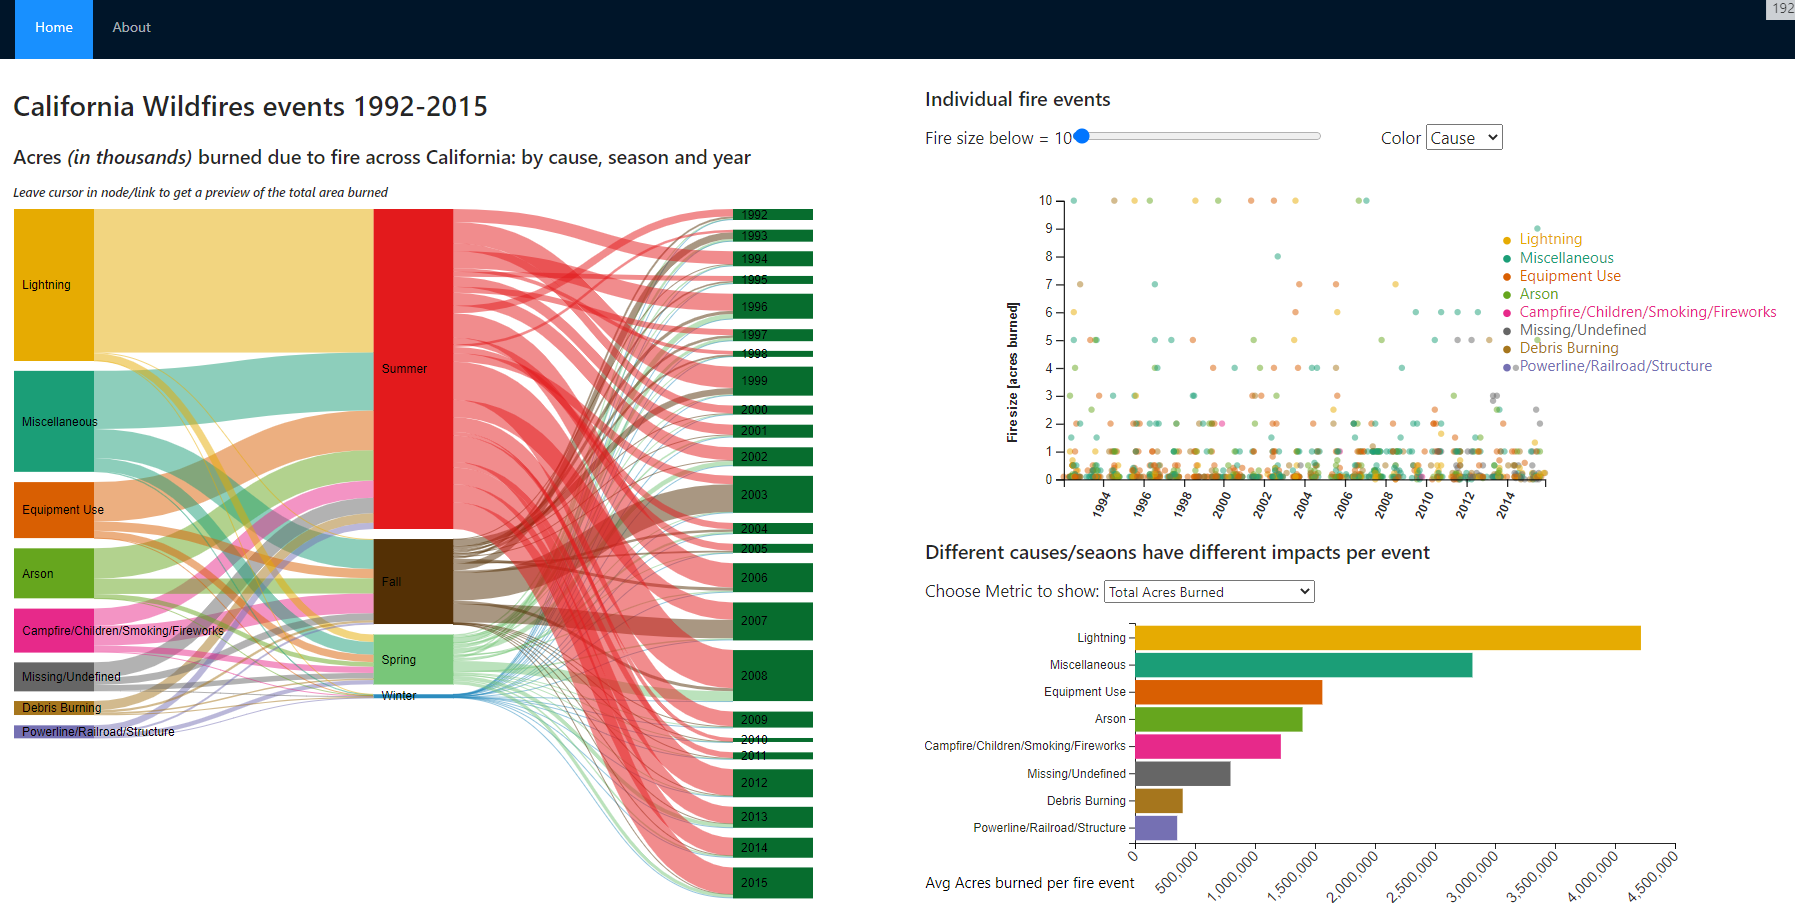 Home
About
192
California Wildfires events 1992-2015
Acres (in thousands) burned due to fire across California: by cause, season and year
Leave cursor in node/link to get a preview of the total area burned
Lightning
Miscellaneous
Equipment Use
Arson
Campfire/Children/Smoking/Fireworks
Missing/Undefined
Debris Burning
Powerline/Railroad/Structure
Summer
Fall
Spring
Winter
1992
1993
1994
1995
1996
1997
1998
1999
2000
2001
2002
2003
2004
2005
2006
2007
2008
2009
2010
2011
2012
2013
2014
2015
Individual fire events
Fire size below = 10
Color Cause
Fire size [acres burned]
10
9
8
7
6
5
4
3
2
1
0
1994
1996
1998
2000
2002
2004
2006
2008
2010
2012
2014
Lightning
Miscellaneous
Equipment Use
Arson
Campfire/Children/Smoking/Fireworks
Missing/Undefined
Debris Burning
Powerline/Railroad/Structure
Different causes/seaons have different impacts per event
Choose Metric to show: Total Acres Burned
Lightning
Miscellaneous
Equipment Use
Arson
Campfire/Children/Smoking/Fireworks
Missing/Undefined
Debris Burning
Powerline/Railroad/Structure
0
500,000
1,000,000
1,500,000
2,000,000
2,500,000
3,000,000
3,500,000
4,000,000
4,500,000
Avg Acres burned per fire event